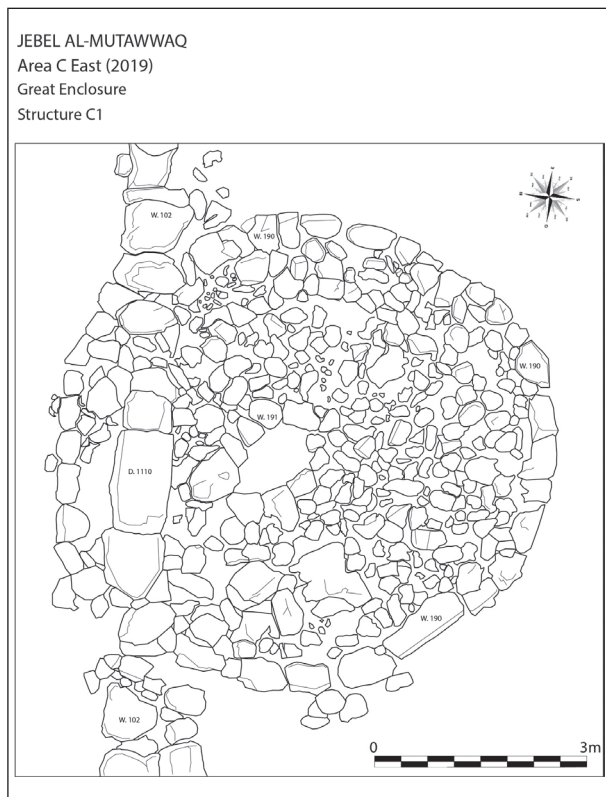 JEBEL AL-MUTAWWAQ
Area C East (2019)
Great Enclosure
Structure C1
W. 102
W. 190
W. 190
W. 191
D. 1110
W. 190
W. 102
0 3m